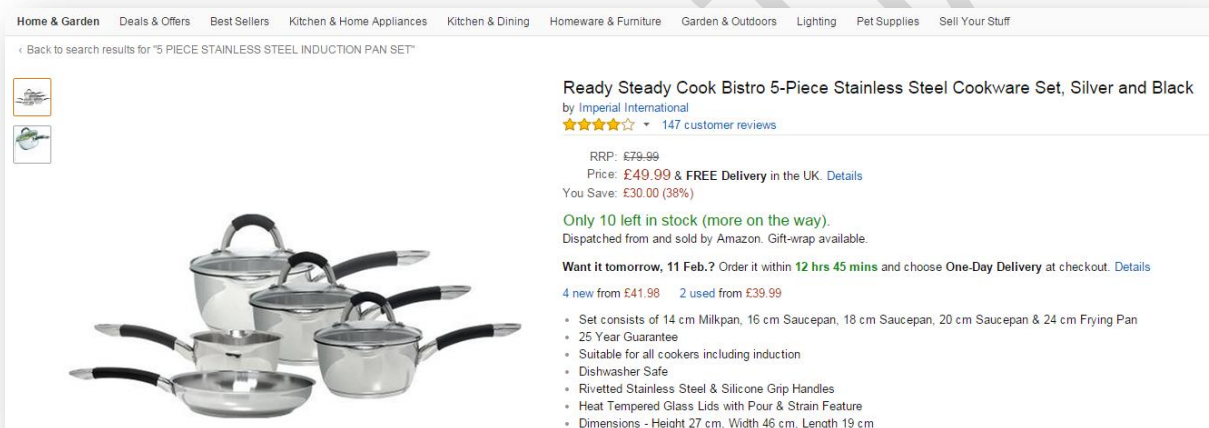 Home & Garden Deals & Offers Best Sellers Kitchen & Home Appliances Kitchen & Dining Homeware & Furniture Garden & Outdoors Lighting Pet Supplies Sell Your Stuff
‹ Back to search results for "5 PIECE STAINLESS STEEL INDUCTION PAN SET"
Ready Steady Cook Bistro 5-Piece Stainless Steel Cookware Set, Silver and Black
by Imperial International
147 customer reviews
RRP: £79.99
Price: £49.99 & FREE Delivery in the UK. Details
You Save: £30.00 (38%)
Only 10 left in stock (more on the way).
Dispatched from and sold by Amazon. Gift-wrap available.
Want it tomorrow, 11 Feb.? Order it within 12 hrs 45 mins and choose One-Day Delivery at checkout. Details
4 new from £41.98 2 used from £39.99
• Set consists of 14 cm Milkpan, 16 cm Saucepan, 18 cm Saucepan, 20 cm Saucepan & 24 cm Frying Pan
• 25 Year Guarantee
• Suitable for all cookers including induction
• Dishwasher Safe
• Rivetted Stainless Steel & Silicone Grip Handles
• Heat Tempered Glass Lids with Pour & Strain Feature
• Dimensions - Height 27 cm, Width 46 cm, Length 19 cm